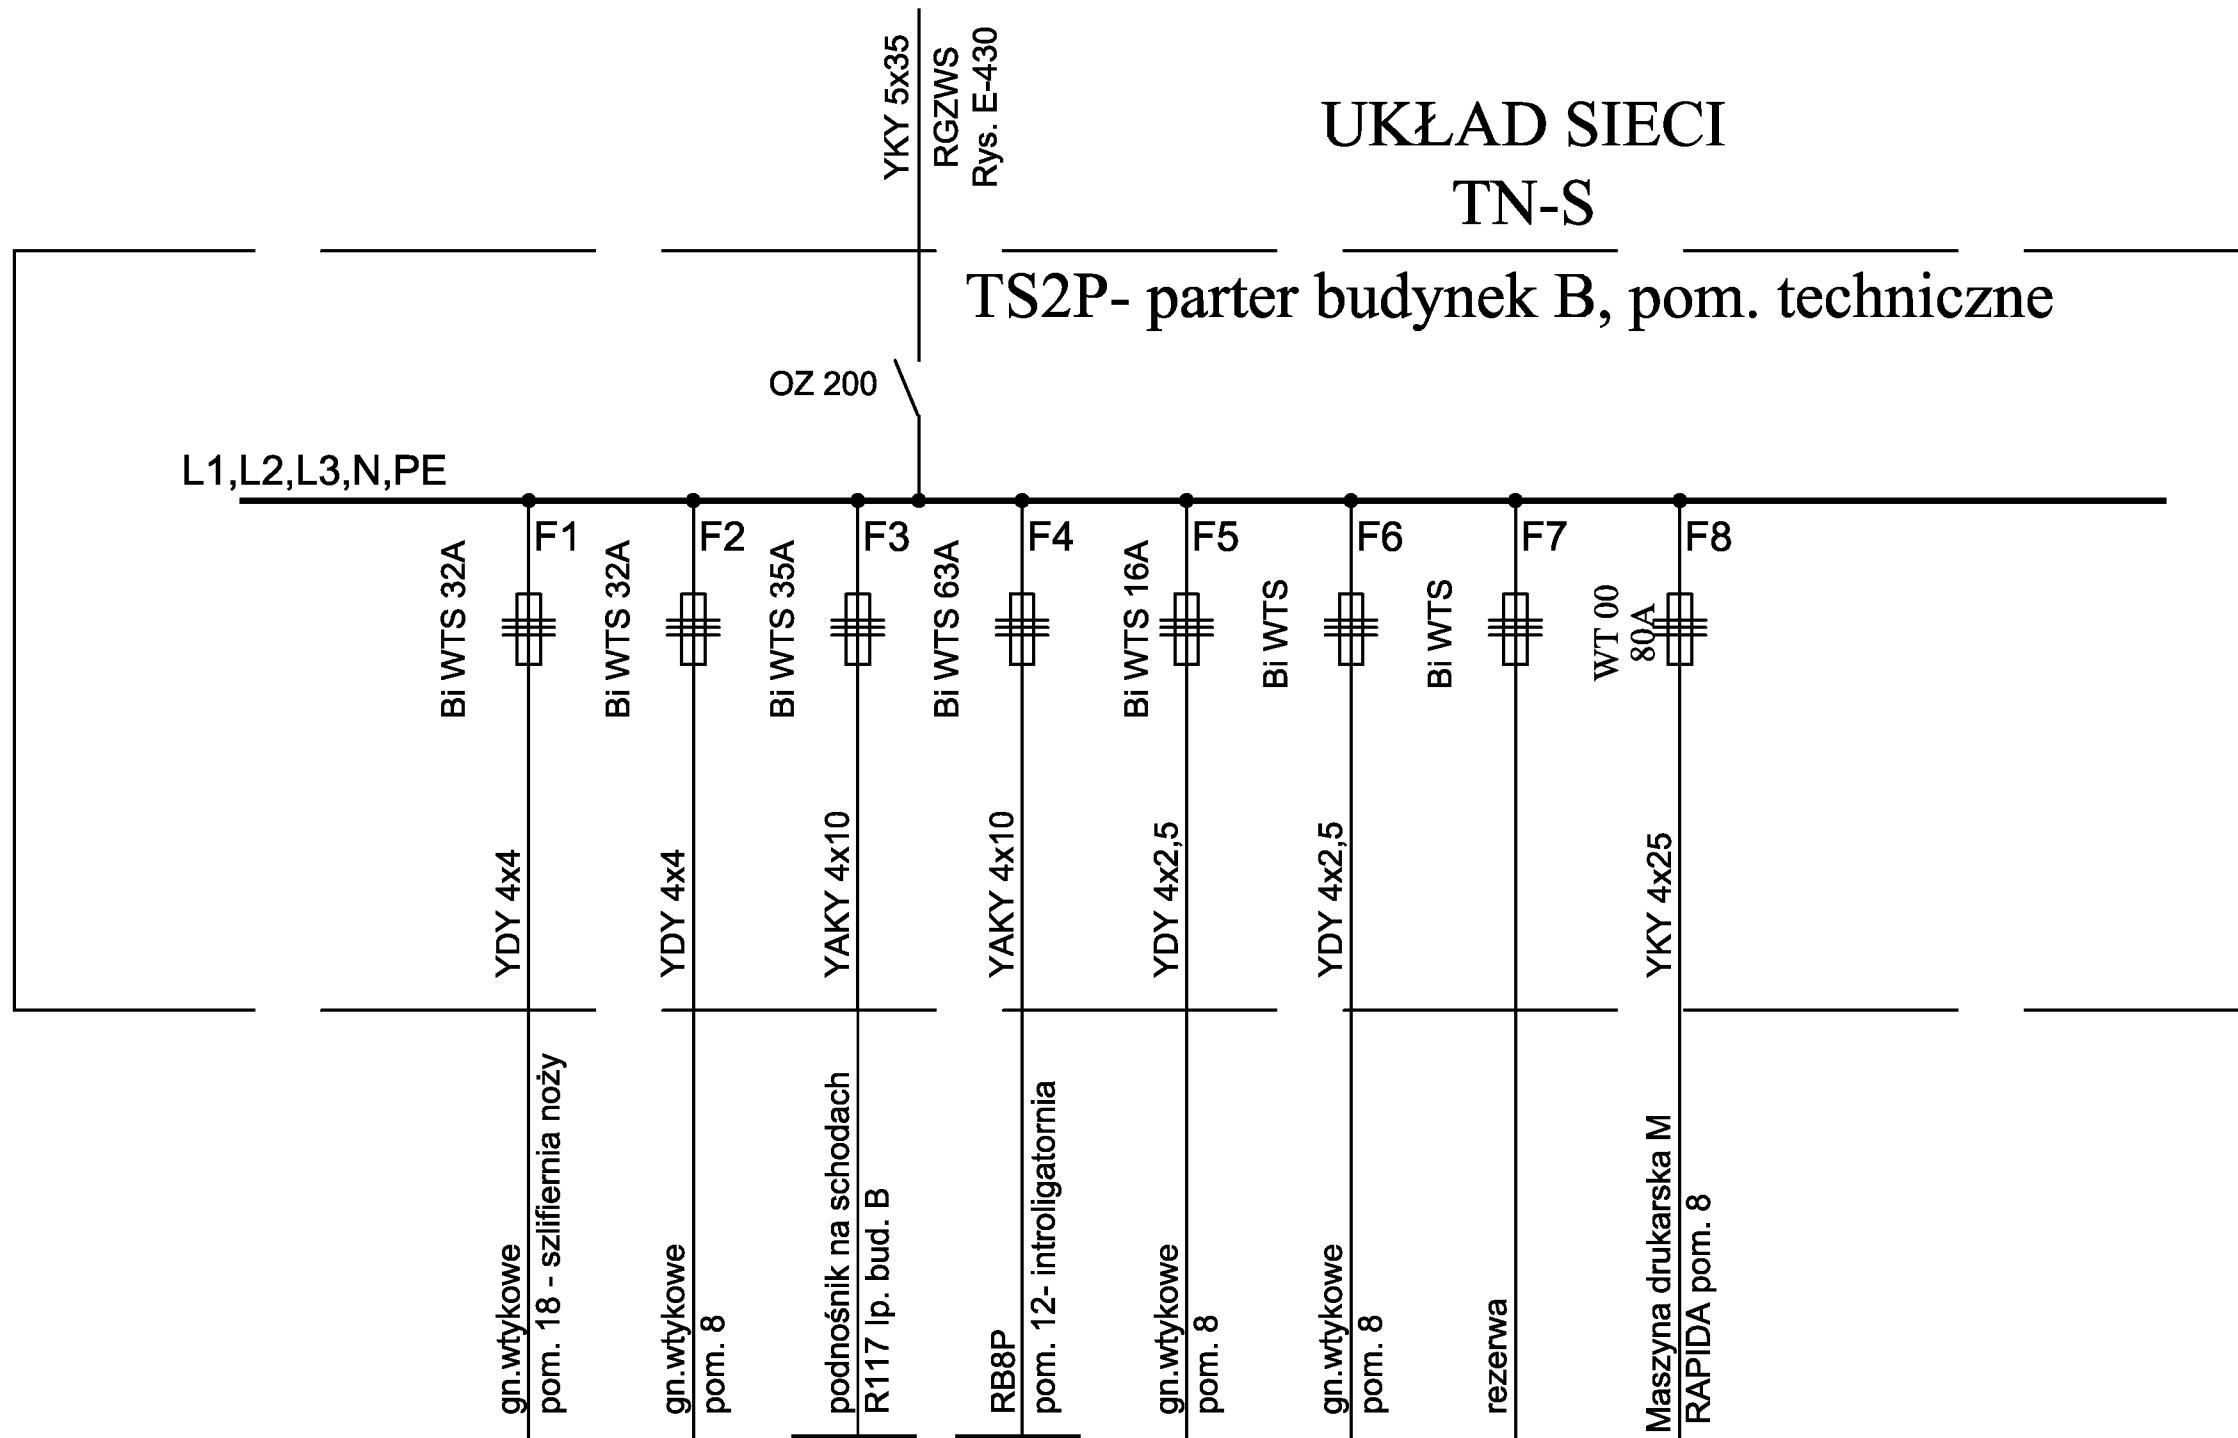 YKY 5x35
RGZWS
Rys. E-430
UKŁAD SIECI
TN-S
TS2P- parter budynek B, pom. techniczne
OZ 200
L1,L2,L3,N,PE
F1
Bi WTS 32A
YDY 4x4
gn.wtykowe
pom. 18 - szlifiernia noży
F2
Bi WTS 32A
YDY 4x4
gn.wtykowe
pom. 8
F3
Bi WTS 35A
YAKY 4x10
podnośnik na schodach
R117 Ip. bud. B
F4
Bi WTS 63A
YAKY 4x10
RB8P
pom. 12- introligatornia
F5
Bi WTS 16A
YDY 4x2,5
gn.wtykowe
pom. 8
F6
Bi WTS
YDY 4x2,5
gn.wtykowe
pom. 8
F7
Bi WTS
rezerwa
F8
WT 00
80A
YKY 4x25
Maszyna drukarska M
RAPIDA pom. 8